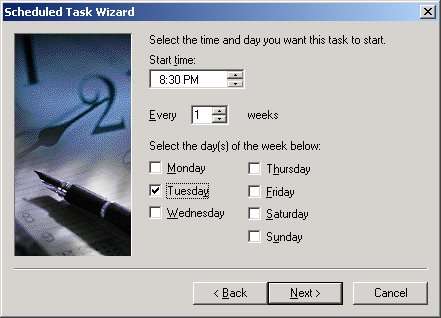 Scheduled Task Wizard
Select the time and day you want this task to start.
Start time:
8:30 PM
Every 1 weeks
Select the day(s) of the week below:
Monday Thursday
Tuesday Friday
Wednesday Saturday
Sunday
< Back Next > Cancel